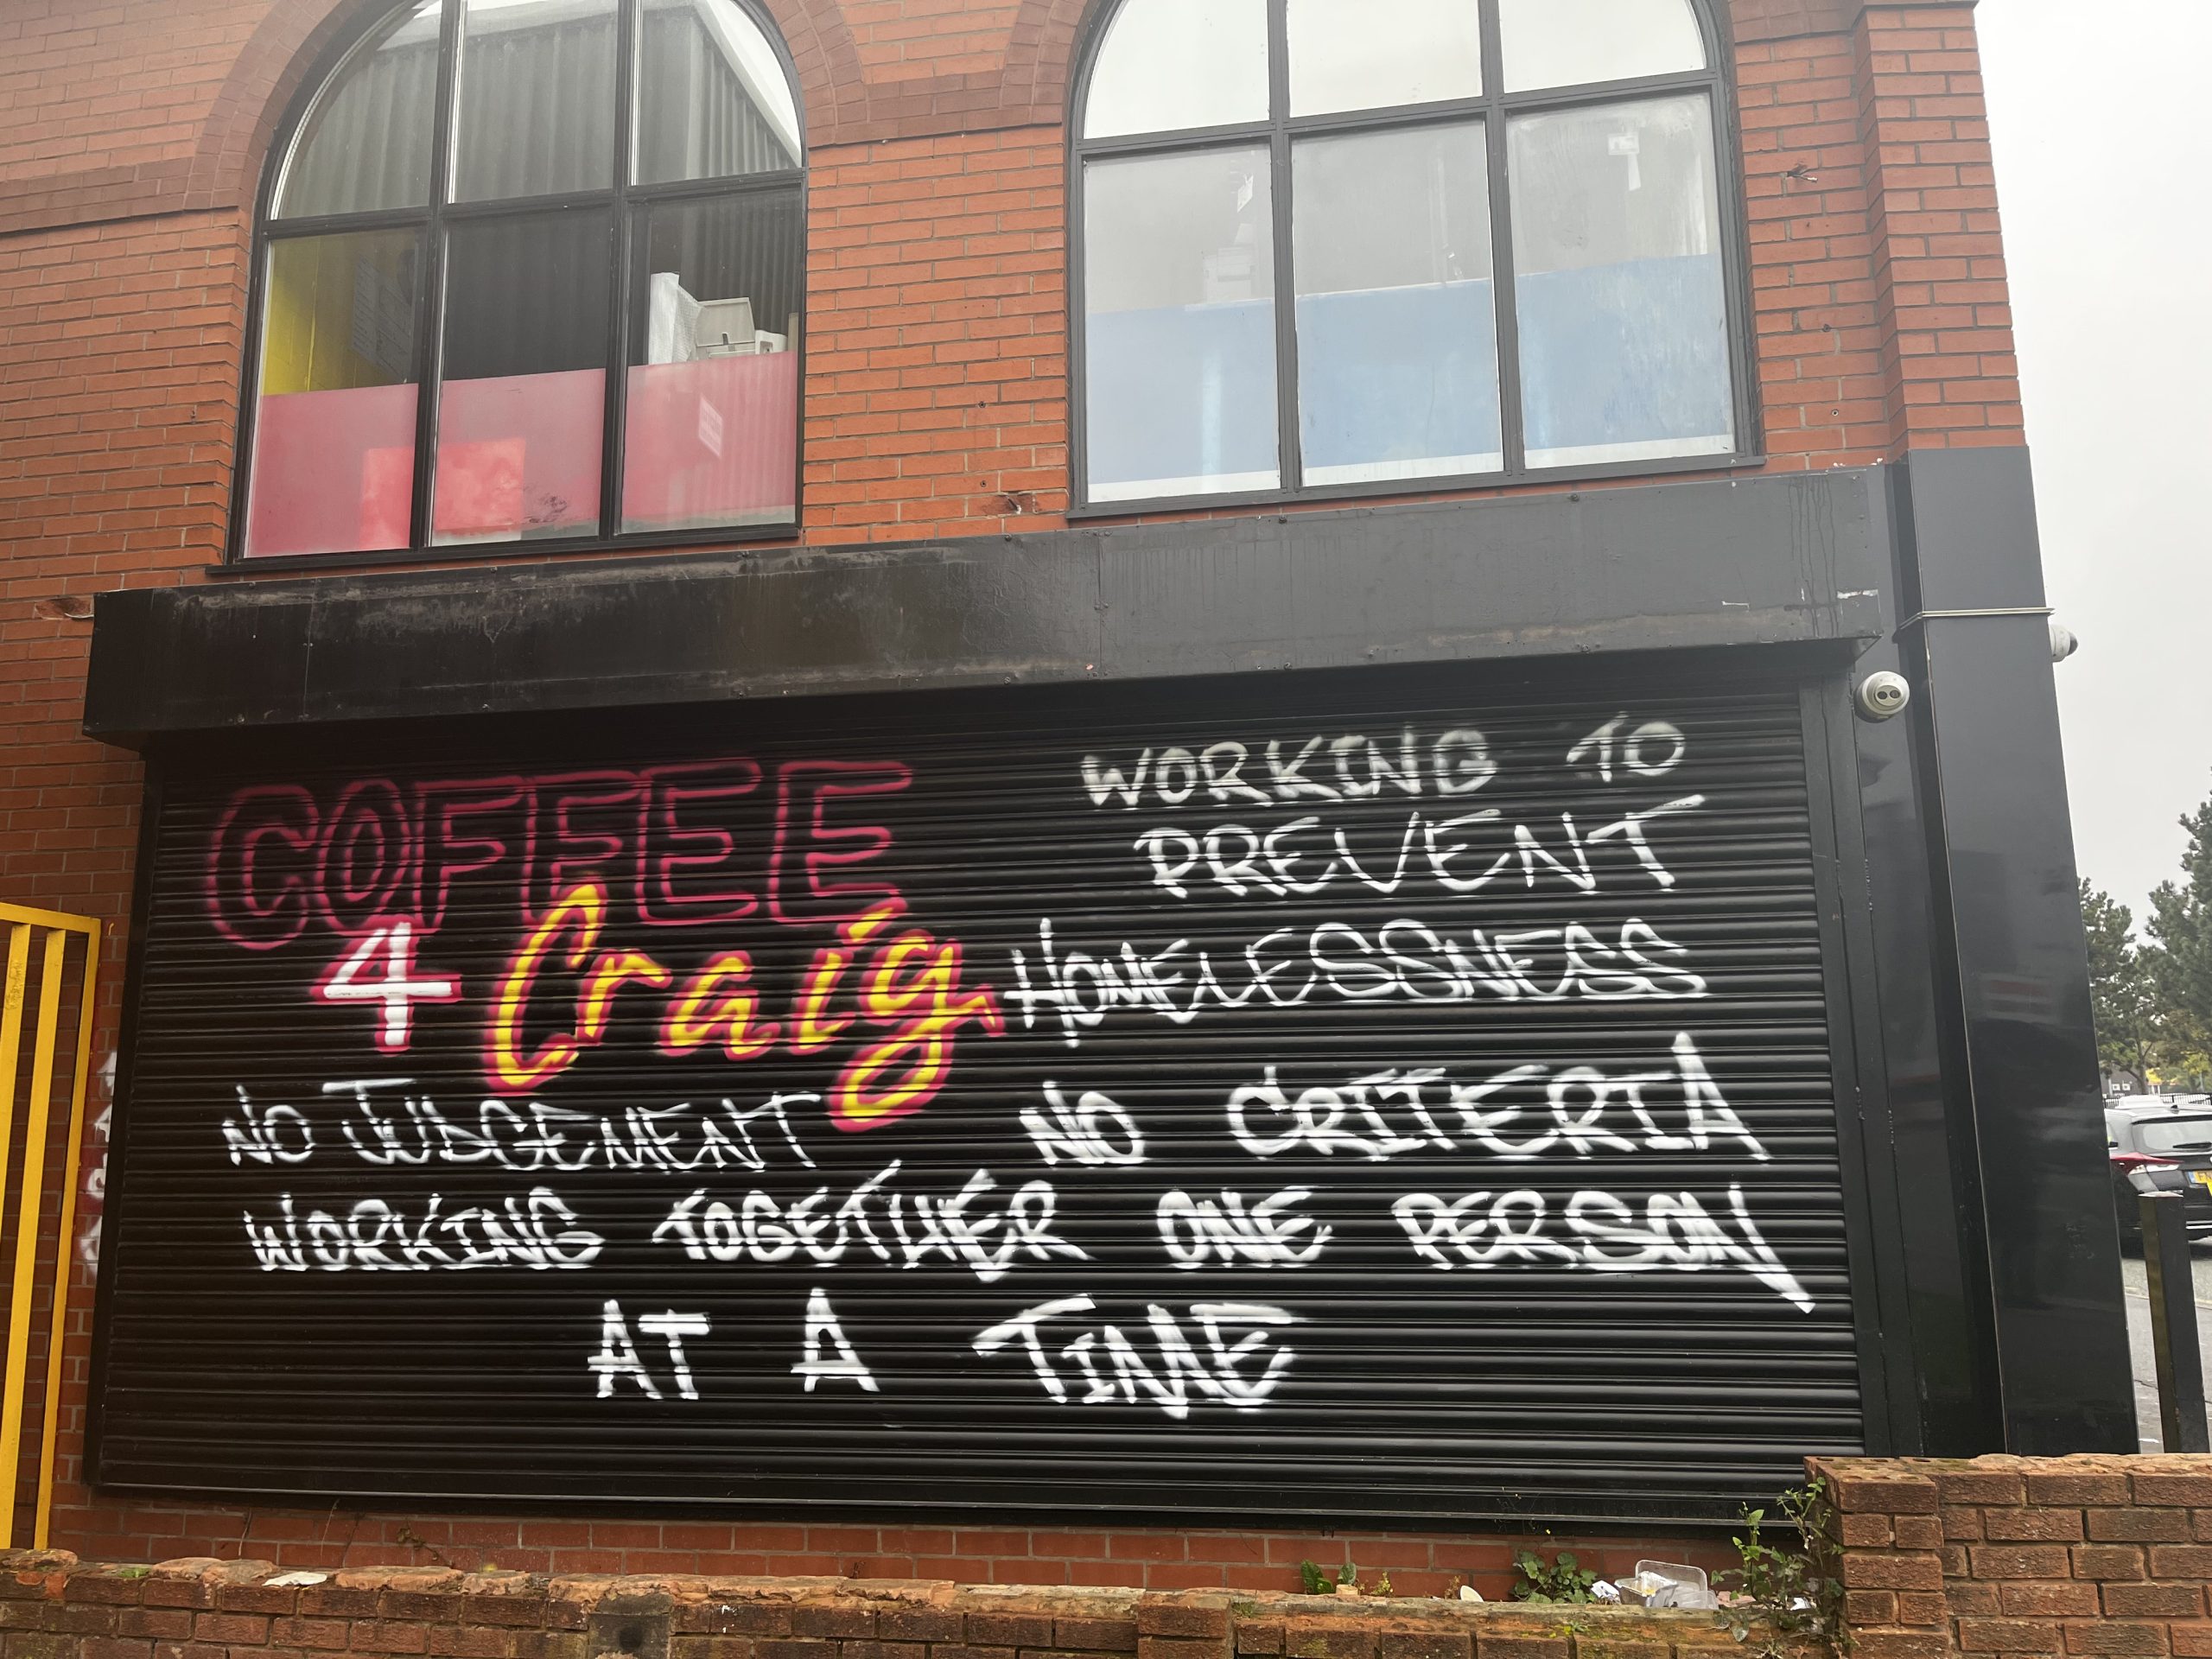 COFFEE
4 Craig
WORKING TO
PREVENT
HOMELESSNESS
NO JUDGEMENT NO CRITERIA
WORKING TOGETHER ONE PERSON
AT A TIME